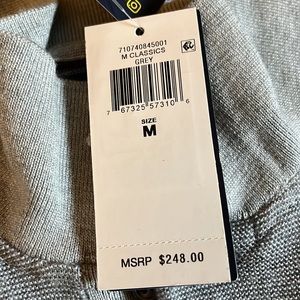 710740845001
M CLASSICS
GREY
7 67325 57310 6
SIZE
M
MSRP $248.00